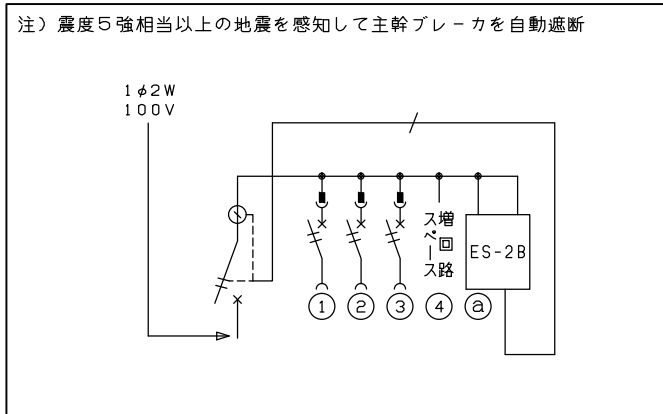 注）震度５強相当以上の地震を感知して主幹ブレーカを自動遮断
１φ２Ｗ
１００Ｖ
増回路
スペース
ES-2B
①
②
③
④
ⓐ